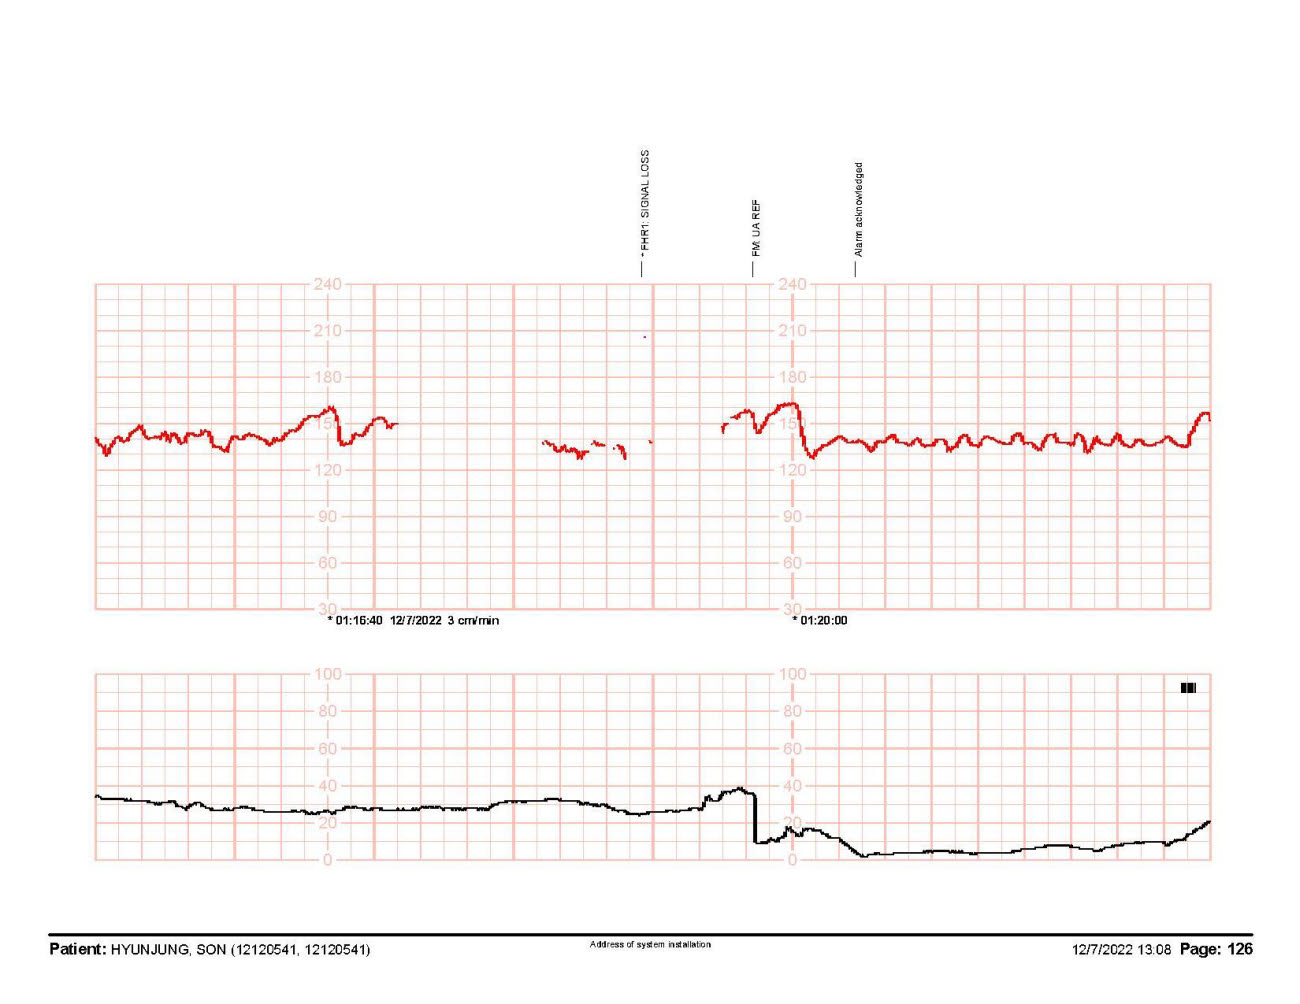 * FHR1: SIGNAL LOSS
FM: UA REF
Alarm acknowledged
240 240
210 210
180 180
150 150
120 120
90 90
60 60
30 30
* 01:16:40 12/7/2022 3 cm/min * 01:20:00
100 100
80 80
60 60
40 40
20 20
0 0
Patient: HYUNJUNG, SON (12120541, 12120541) Address of system installation 12/7/2022 13:08 Page: 126